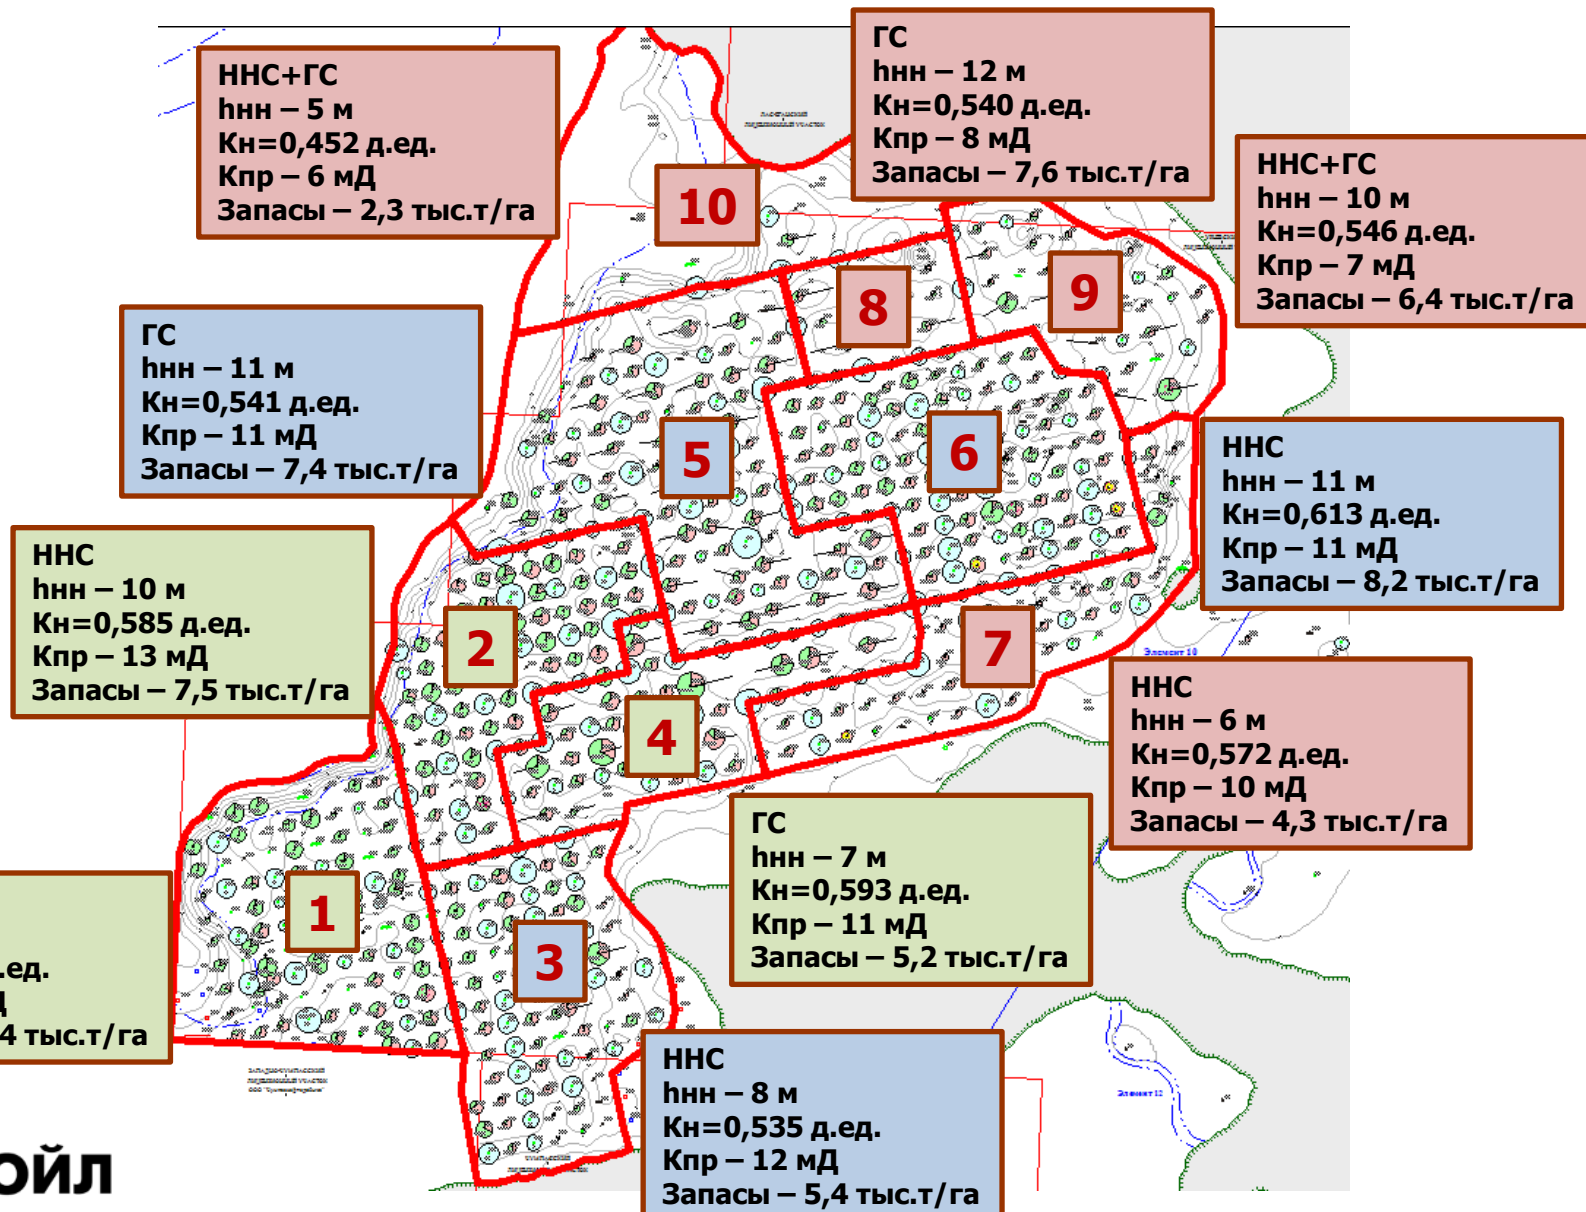 ННС+ГС
hнн – 5 м
Кн=0,452 д.ед.
Кпр – 6 мД
Запасы – 2,3 тыс.т/га
ГС
hнн – 12 м
Кн=0,540 д.ед.
Кпр – 8 мД
Запасы – 7,6 тыс.т/га
ННС+ГС
hнн – 10 м
Кн=0,546 д.ед.
Кпр – 7 мД
Запасы – 6,4 тыс.т/га
10
8
9
ГС
hнн – 11 м
Кн=0,541 д.ед.
Кпр – 11 мД
Запасы – 7,4 тыс.т/га
5
6
ННС
hнн – 11 м
Кн=0,613 д.ед.
Кпр – 11 мД
Запасы – 8,2 тыс.т/га
ННС
hнн – 10 м
Кн=0,585 д.ед.
Кпр – 13 мД
Запасы – 7,5 тыс.т/га
2
7
4
Элемент 10
ННС
hнн – 6 м
Кн=0,572 д.ед.
Кпр – 10 мД
Запасы – 4,3 тыс.т/га
ГС
hнн – 7 м
Кн=0,593 д.ед.
Кпр – 11 мД
Запасы – 5,2 тыс.т/га
1
3
.ед.
Д
4 тыс.т/га
ННС
hнн – 8 м
Кн=0,535 д.ед.
Кпр – 12 мД
Запасы – 5,4 тыс.т/га
Элемент 12
ОЙЛ